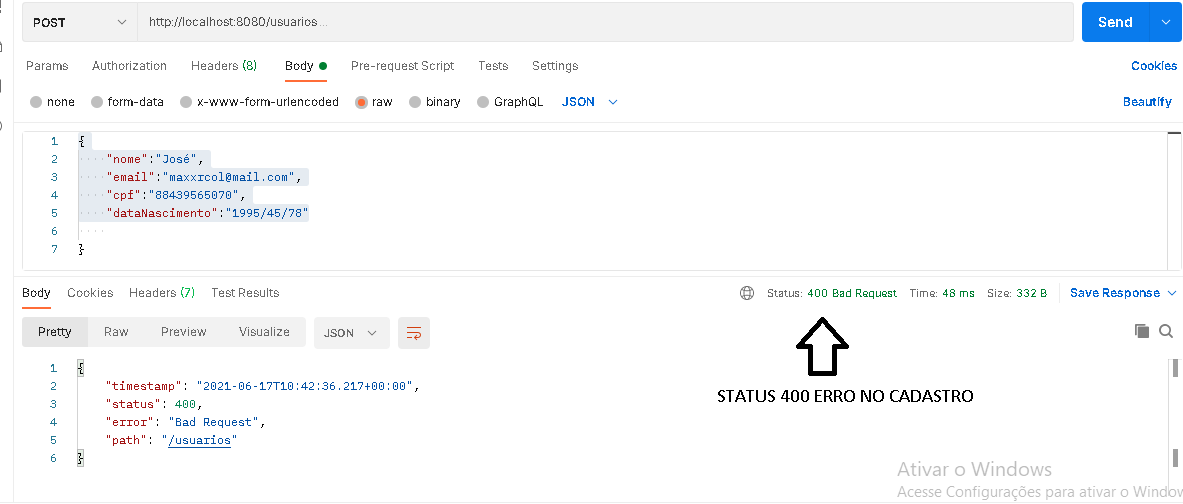 POST
http://localhost:8080/usuarios ...
Send
Params Authorization Headers (8) Body Pre-request Script Tests Settings Cookies
none form-data x-www-form-urlencoded raw binary GraphQL JSON Beautify
1 {
2 "nome":"José",
3 "email":"maxxrcol@mail.com",
4 "cpf":"88439565070",
5 "dataNascimento":"1995/45/78"
6
7 }
Body Cookies Headers (7) Test Results Status: 400 Bad Request Time: 48 ms Size: 332 B Save Response
Pretty Raw Preview Visualize JSON
1 {
2 "timestamp": "2021-06-17T10:42:36.217+00:00",
3 "status": 400,
4 "error": "Bad Request",
5 "path": "/usuarios"
6 }
STATUS 400 ERRO NO CADASTRO
Ativar o Windows
Acesse Configurações para ativar o Window